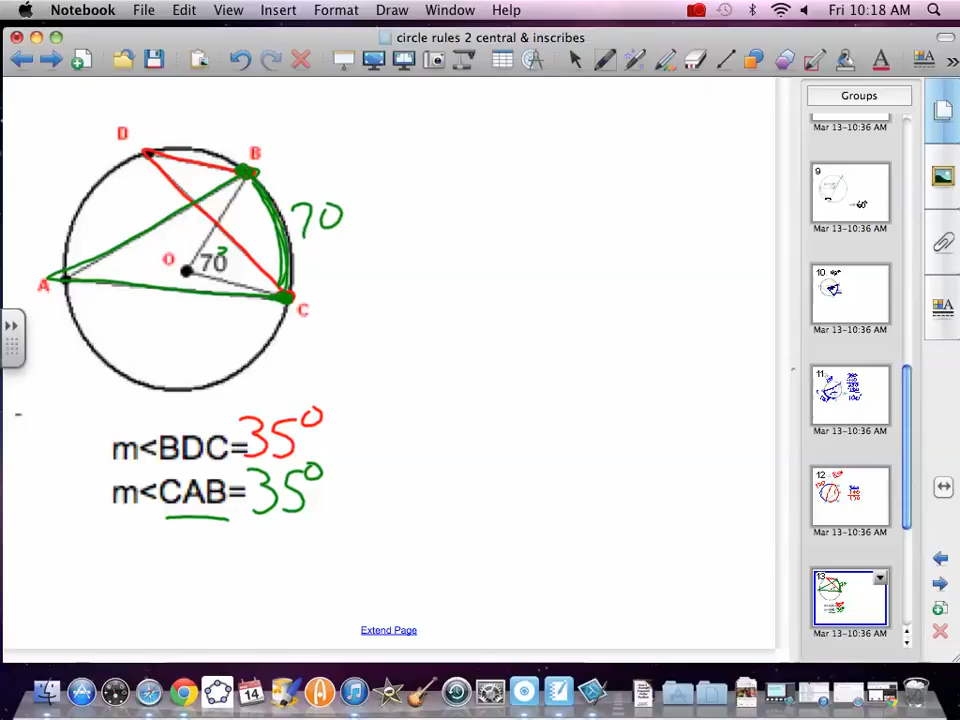 Notebook File Edit View Insert Format Draw Window Help Fri 10:18 AM
circle rules 2 central & inscribes
Groups
Mar 13–10:36 AM
9
60°
Mar 13–10:36 AM
10
Mar 13–10:36 AM
11
Mar 13–10:36 AM
12
Mar 13–10:36 AM
13
Mar 13–10:36 AM
D
B
70
O 70°
A
C
m<BDC=35°
m<CAB=35°
Extend Page
14